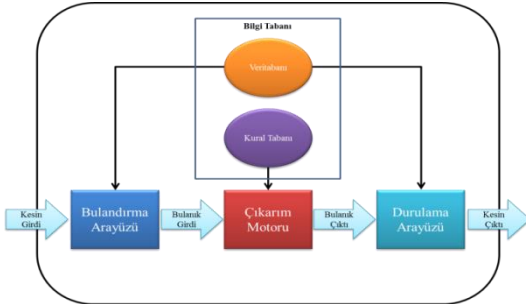 Bilgi Tabanı
Veritabanı
Kural Tabanı
Kesin
Girdi
Bulandırma
Arayüzü
Bulanık
Girdi
Çıkarım
Motoru
Bulanık
Çıktı
Durulama
Arayüzü
Kesin
Çıktı